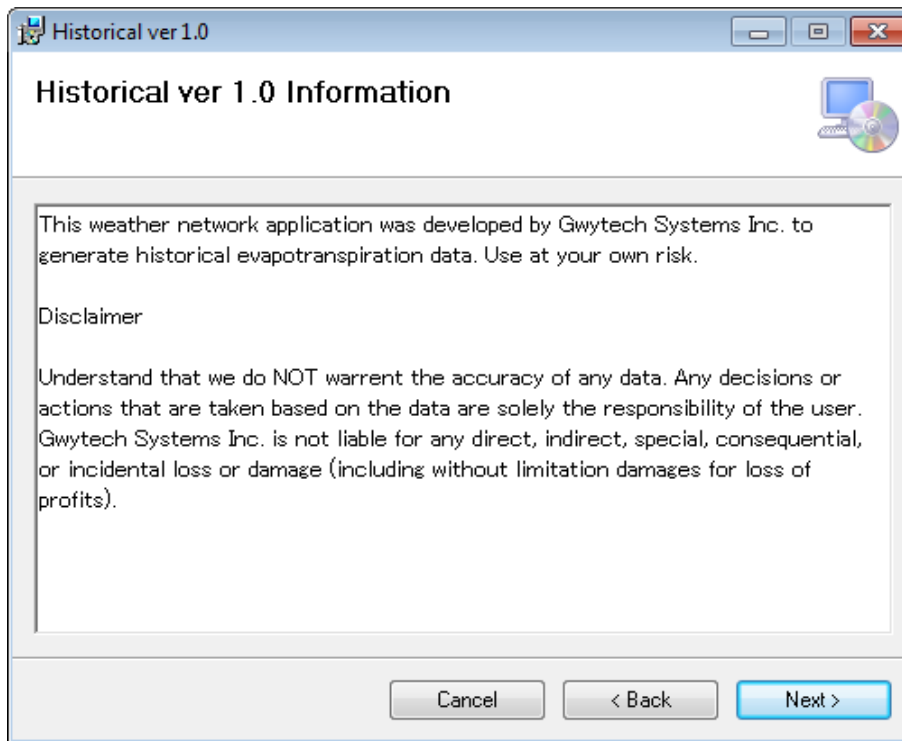 Historical ver 1.0
Historical ver 1.0 Information
This weather network application was developed by Gwytech Systems Inc. to
generate historical evapotranspiration data. Use at your own risk.
Disclaimer
Understand that we do NOT warrent the accuracy of any data. Any decisions or
actions that are taken based on the data are solely the responsibility of the user.
Gwytech Systems Inc. is not liable for any direct, indirect, special, consequential,
or incidental loss or damage (including without limitation damages for loss of
profits).
Cancel
< Back
Next >